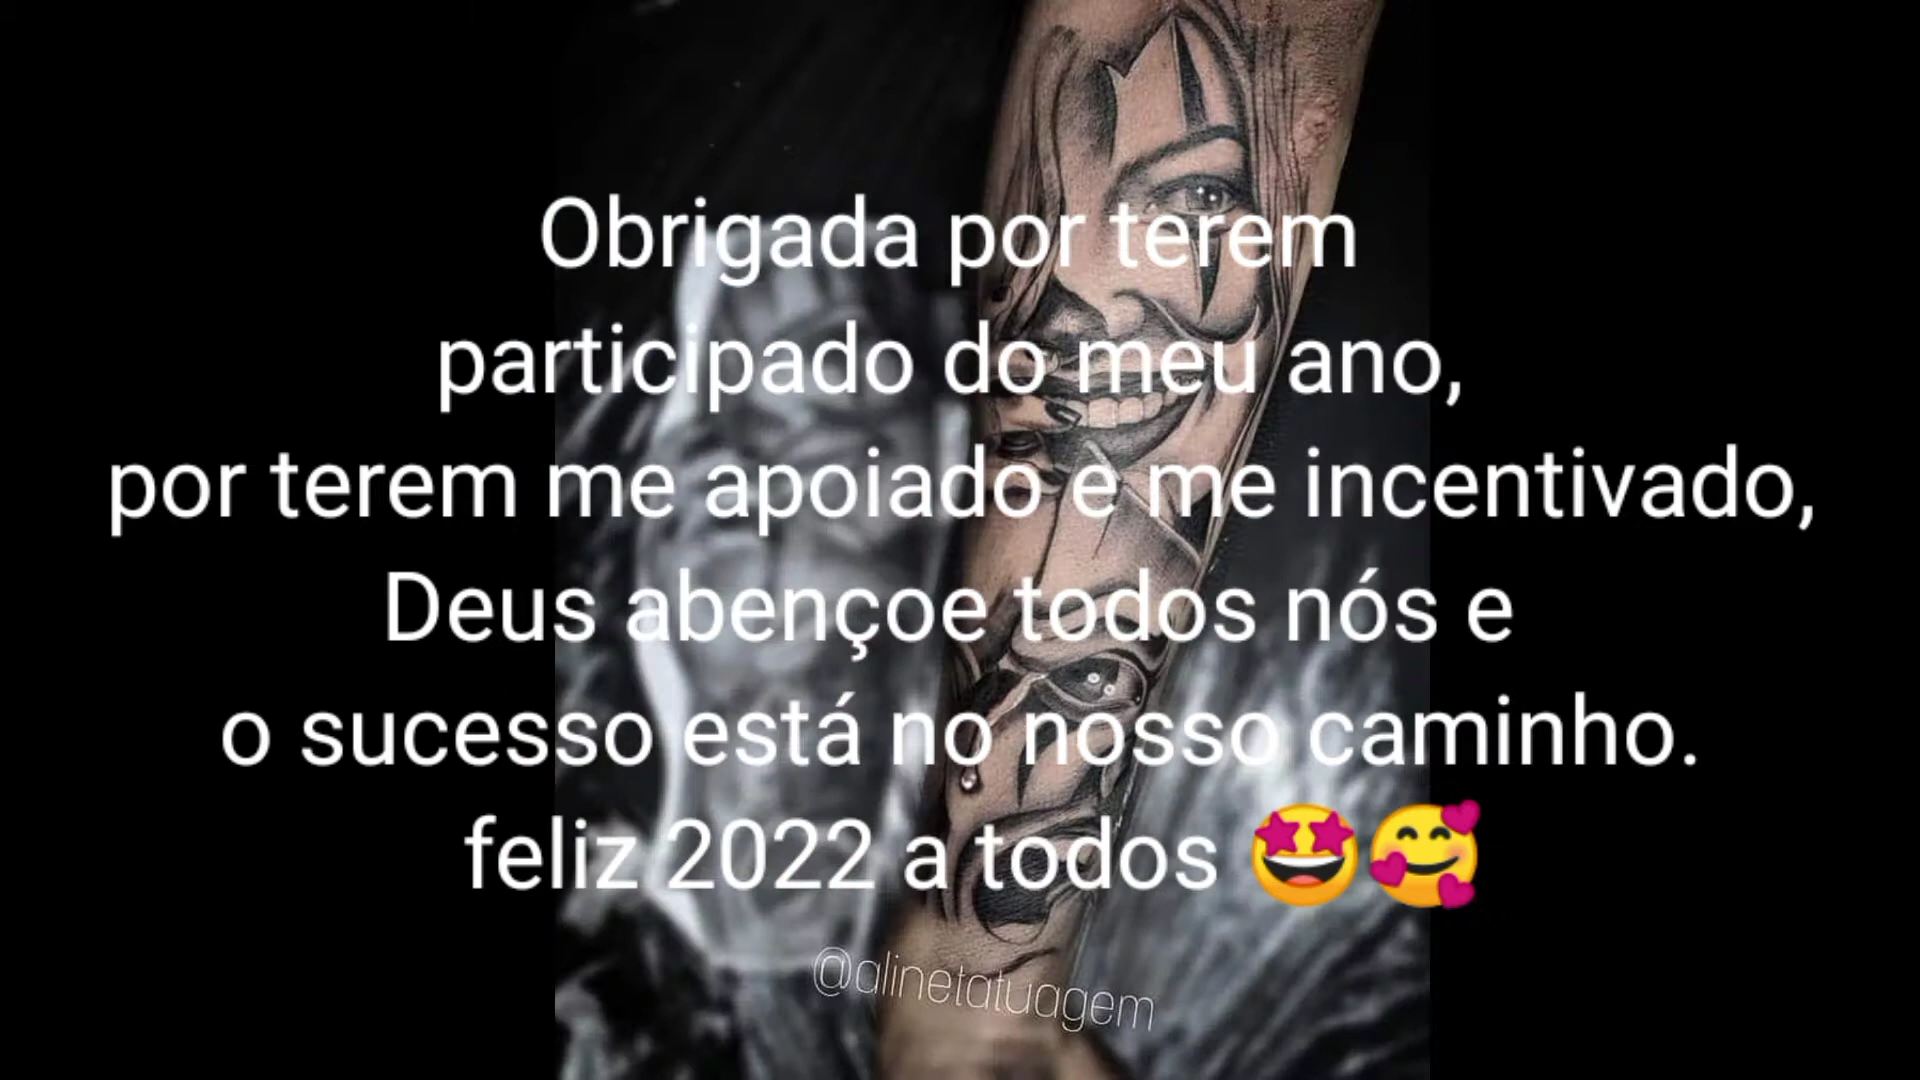 Obrigada por terem
participado do meu ano,
por terem me apoiado e me incentivado,
Deus abençoe todos nós e
o sucesso está no nosso caminho.
feliz 2022 a todos 🤩🥰
@alinetatuagem